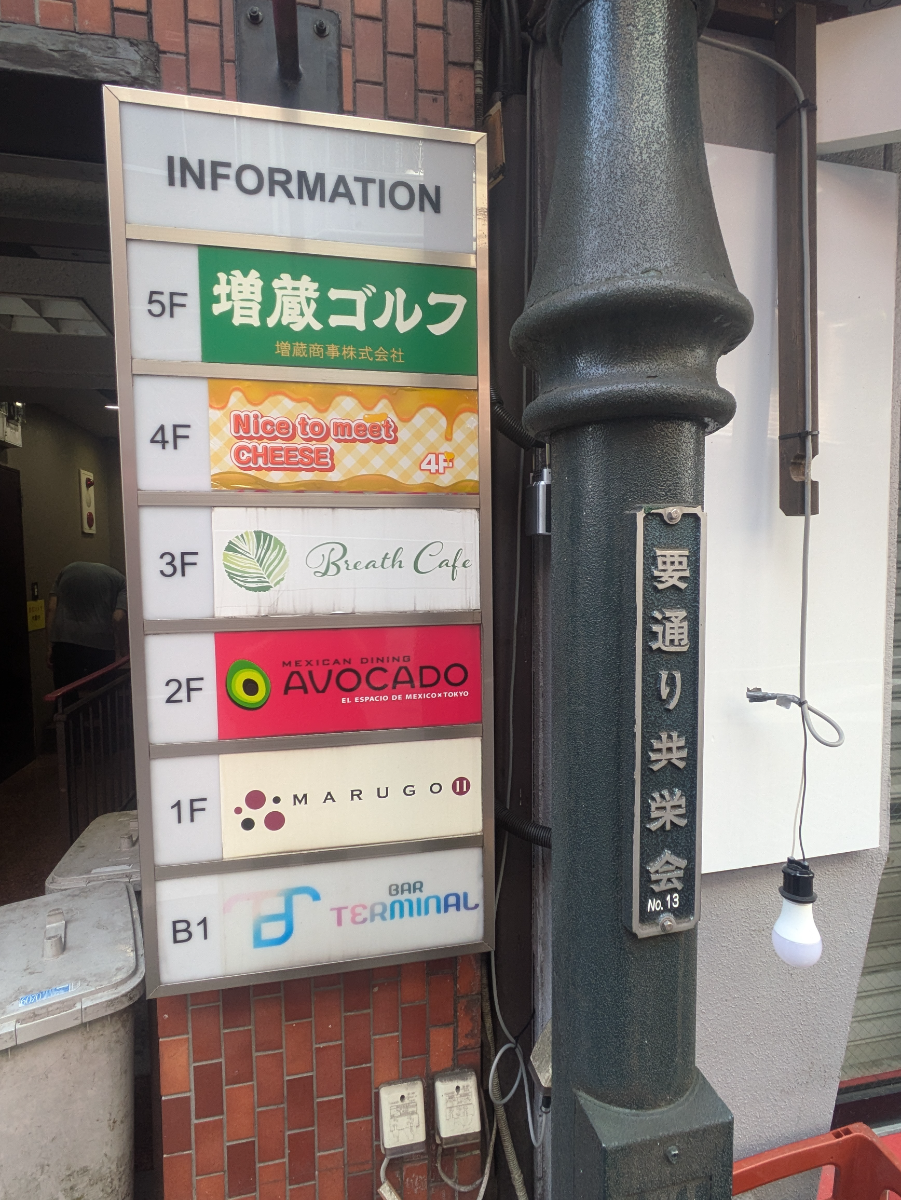 INFORMATION
5F
増蔵ゴルフ
増蔵商事株式会社
4F
Nice to meet
CHEESE
4F
3F
Breath Cafe
2F
MEXICAN DINING
AVOCADO
EL ESPACIO DE MEXICO×TOKYO
1F
MARUGO II
B1
BAR
TERMINAL
要通り共栄会
No.13